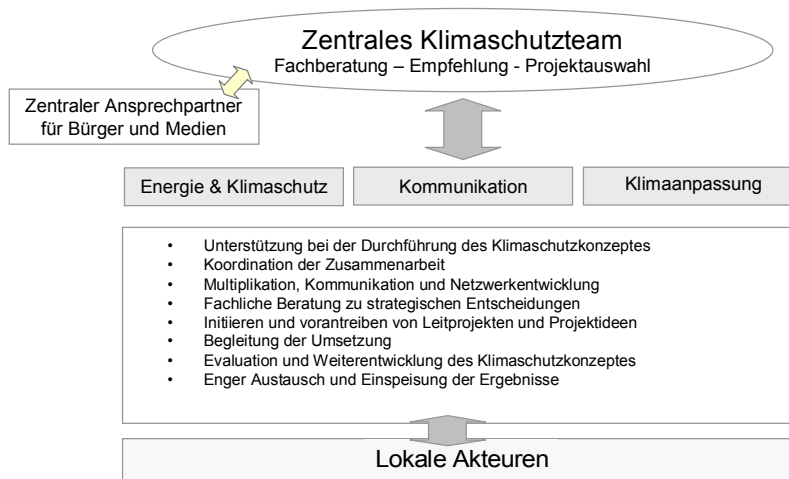 Zentrales Klimaschutzteam
Fachberatung – Empfehlung - Projektauswahl
Zentraler Ansprechpartner
für Bürger und Medien
Energie & Klimaschutz
Kommunikation
Klimaanpassung
• Unterstützung bei der Durchführung des Klimaschutzkonzeptes
• Koordination der Zusammenarbeit
• Multiplikation, Kommunikation und Netzwerkentwicklung
• Fachliche Beratung zu strategischen Entscheidungen
• Initiieren und vorantreiben von Leitprojekten und Projektideen
• Begleitung der Umsetzung
• Evaluation und Weiterentwicklung des Klimaschutzkonzeptes
• Enger Austausch und Einspeisung der Ergebnisse
Lokale Akteuren